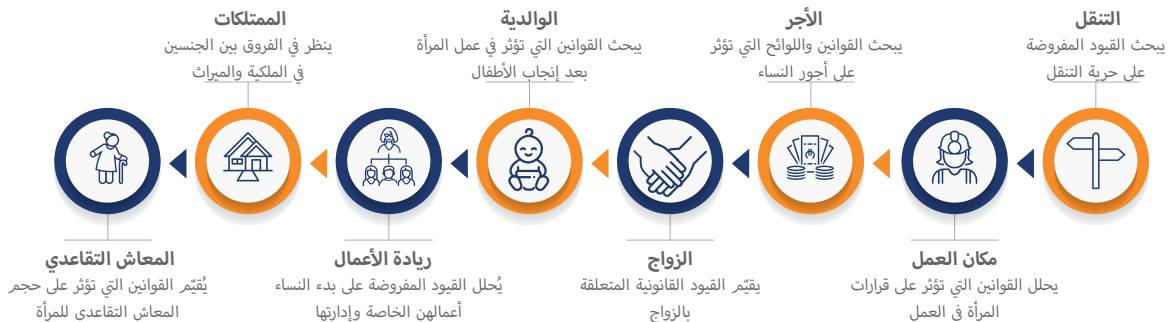 التنقل
يبحث القيود المفروضة
على حرية التنقل
مكان العمل
يحلل القوانين التي تؤثر على قرارات
المرأة في العمل
الأجر
يبحث القوانين واللوائح التي تؤثر
على أجور النساء
الزواج
يقيّم القيود القانونية المتعلقة
بالزواج
الوالدية
يبحث القوانين التي تؤثر في عمل المرأة
بعد إنجاب الأطفال
ريادة الأعمال
يُحلل القيود المفروضة على بدء النساء
أعمالهن الخاصة وإدارتها
الممتلكات
ينظر في الفروق بين الجنسين
في الملكية والميراث
المعاش التقاعدي
يُقيّم القوانين التي تؤثر على حجم
المعاش التقاعدي للمرأة